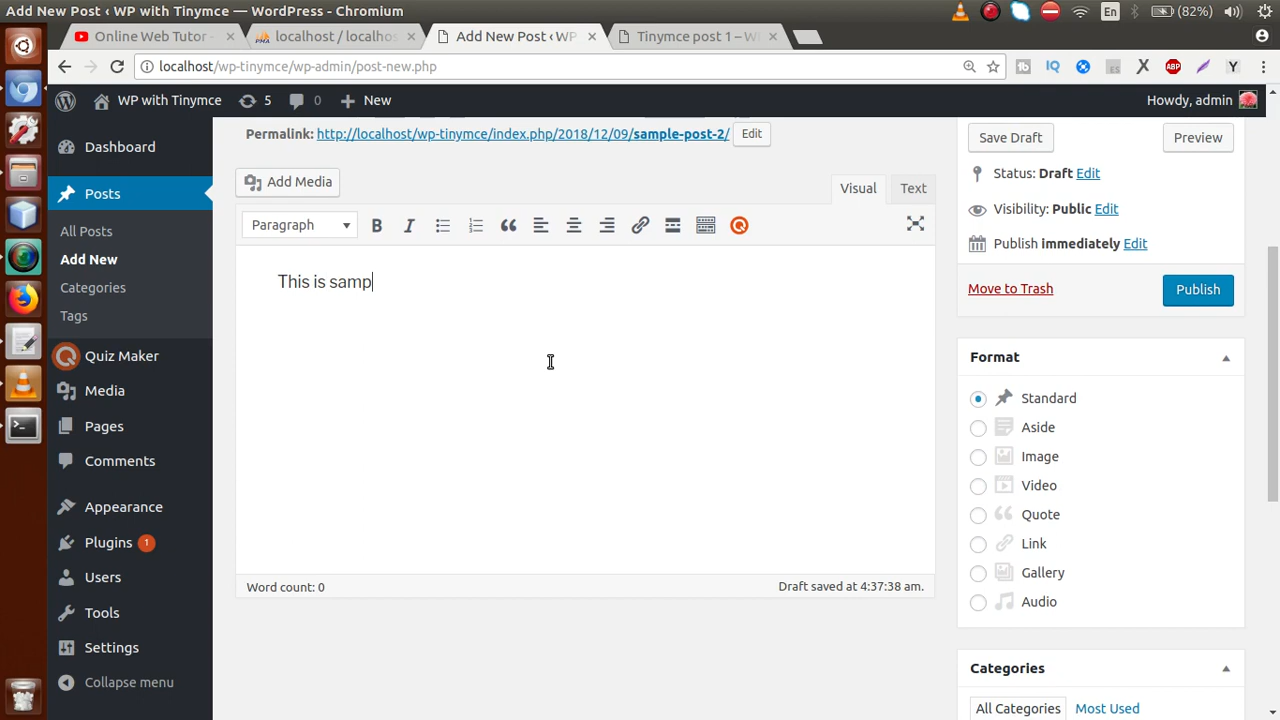 Add New Post ‹ WP with Tinymce — WordPress - Chromium
En
(82%)
Online Web Tutor -
localhost / localhos
Add New Post ‹ WP
Tinymce post 1 – W
localhost/wp-tinymce/wp-admin/post-new.php
IQ
ES
X
ABP
Y
WP with Tinymce
5
0
New
Howdy, admin
Dashboard
Posts
All Posts
Add New
Categories
Tags
Quiz Maker
Media
Pages
Comments
Appearance
Plugins 1
Users
Tools
Settings
Collapse menu
Permalink: http://localhost/wp-tinymce/index.php/2018/12/09/sample-post-2/ Edit
Add Media
Visual
Text
Paragraph
B
I
This is samp
Word count: 0
Draft saved at 4:37:38 am.
Save Draft
Preview
Status: Draft Edit
Visibility: Public Edit
Publish immediately Edit
Move to Trash
Publish
Format
Standard
Aside
Image
Video
Quote
Link
Gallery
Audio
Categories
All Categories
Most Used